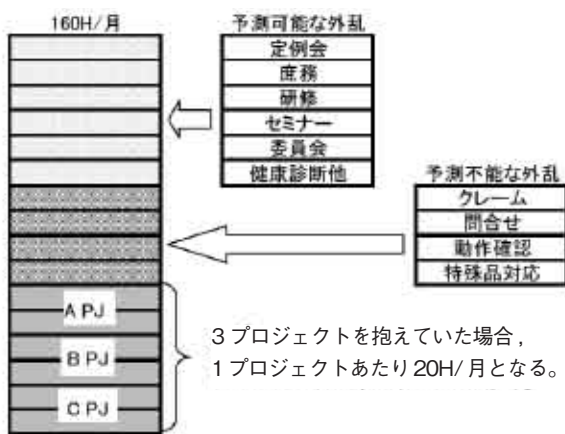 160H/月
予測可能な外乱
定例会
庶務
研修
セミナー
委員会
健康診断他
予測不能な外乱
クレーム
問合せ
動作確認
特殊品対応
A PJ
B PJ
C PJ
3プロジェクトを抱えていた場合，
1プロジェクトあたり20H/月となる。